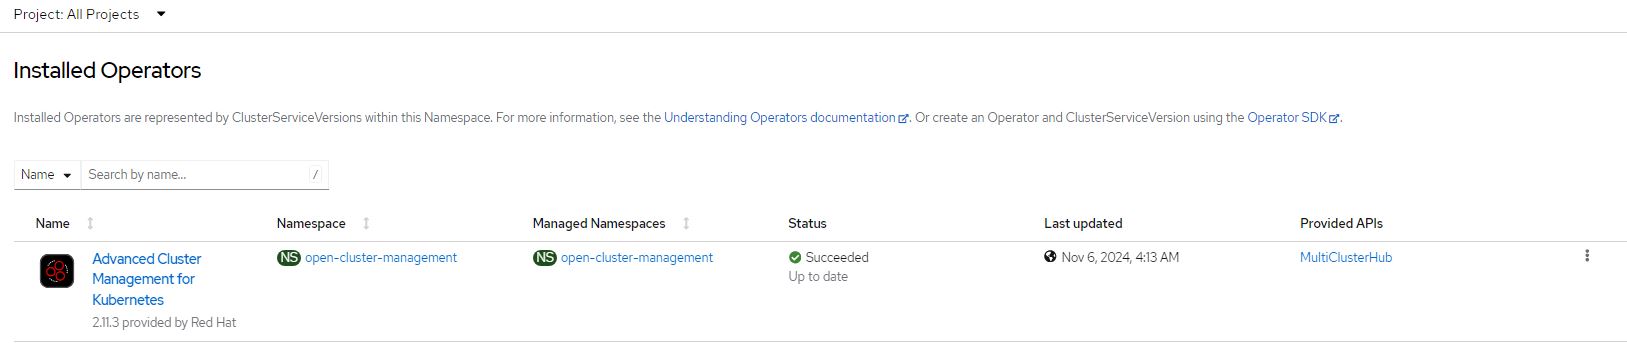 Project: All Projects
Installed Operators
Installed Operators are represented by ClusterServiceVersions within this Namespace. For more information, see the Understanding Operators documentation. Or create an Operator and ClusterServiceVersion using the Operator SDK.
Name Search by name... /
Name Namespace Managed Namespaces Status Last updated Provided APIs
Advanced Cluster Management for Kubernetes
2.11.3 provided by Red Hat
NS open-cluster-management
NS open-cluster-management
Succeeded
Up to date
Nov 6, 2024, 4:13 AM
MultiClusterHub